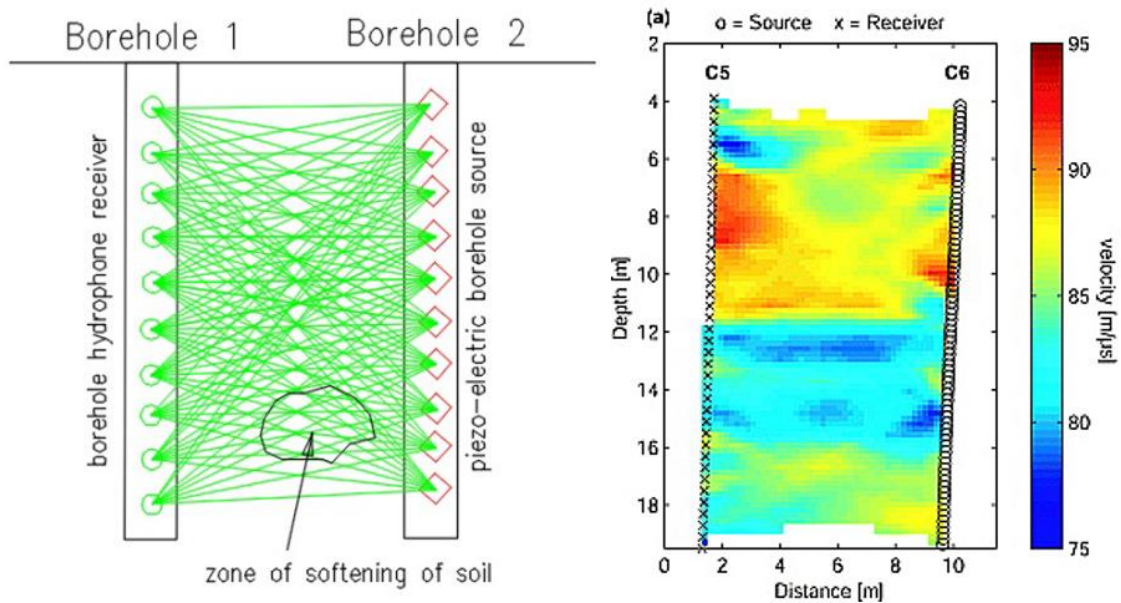 Borehole 1
Borehole 2
borehole hydrophone receiver
piezo-electric borehole source
zone of softening of soil
(a)
o = Source x = Receiver
C5
C6
2
4
6
8
10
12
14
16
18
Depth [m]
0
2
4
6
8
10
Distance [m]
95
90
85
80
75
velocity [m/μs]